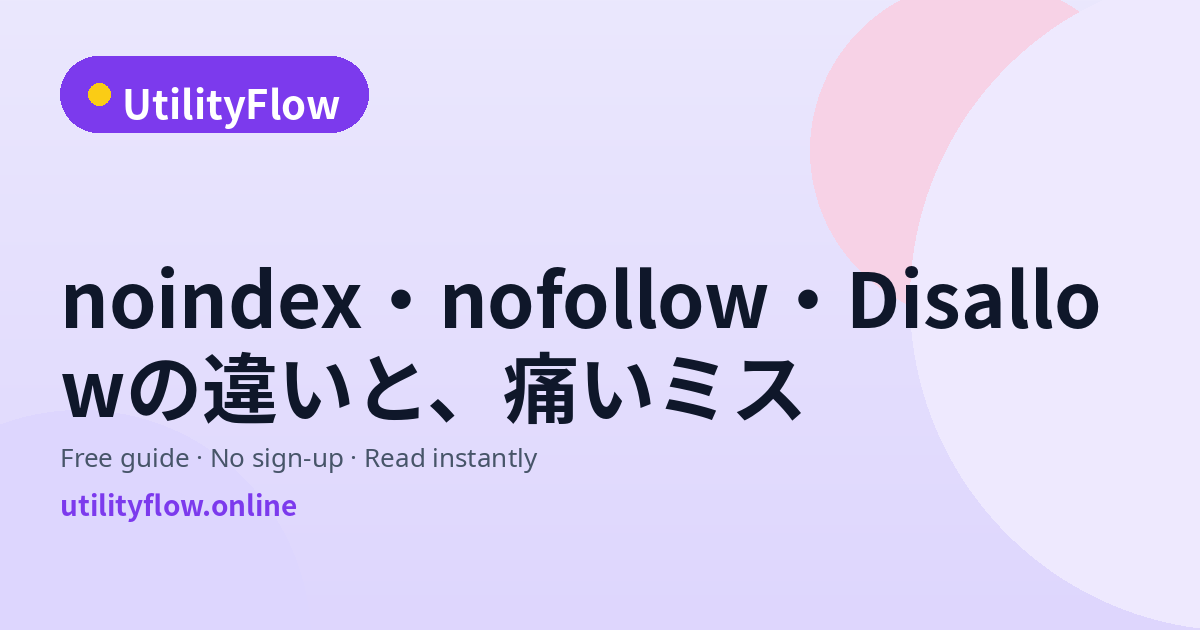 UtilityFlow
noindex・nofollow・Disallo
wの違いと、痛いミス
Free guide · No sign-up · Read instantly
utilityflow.online